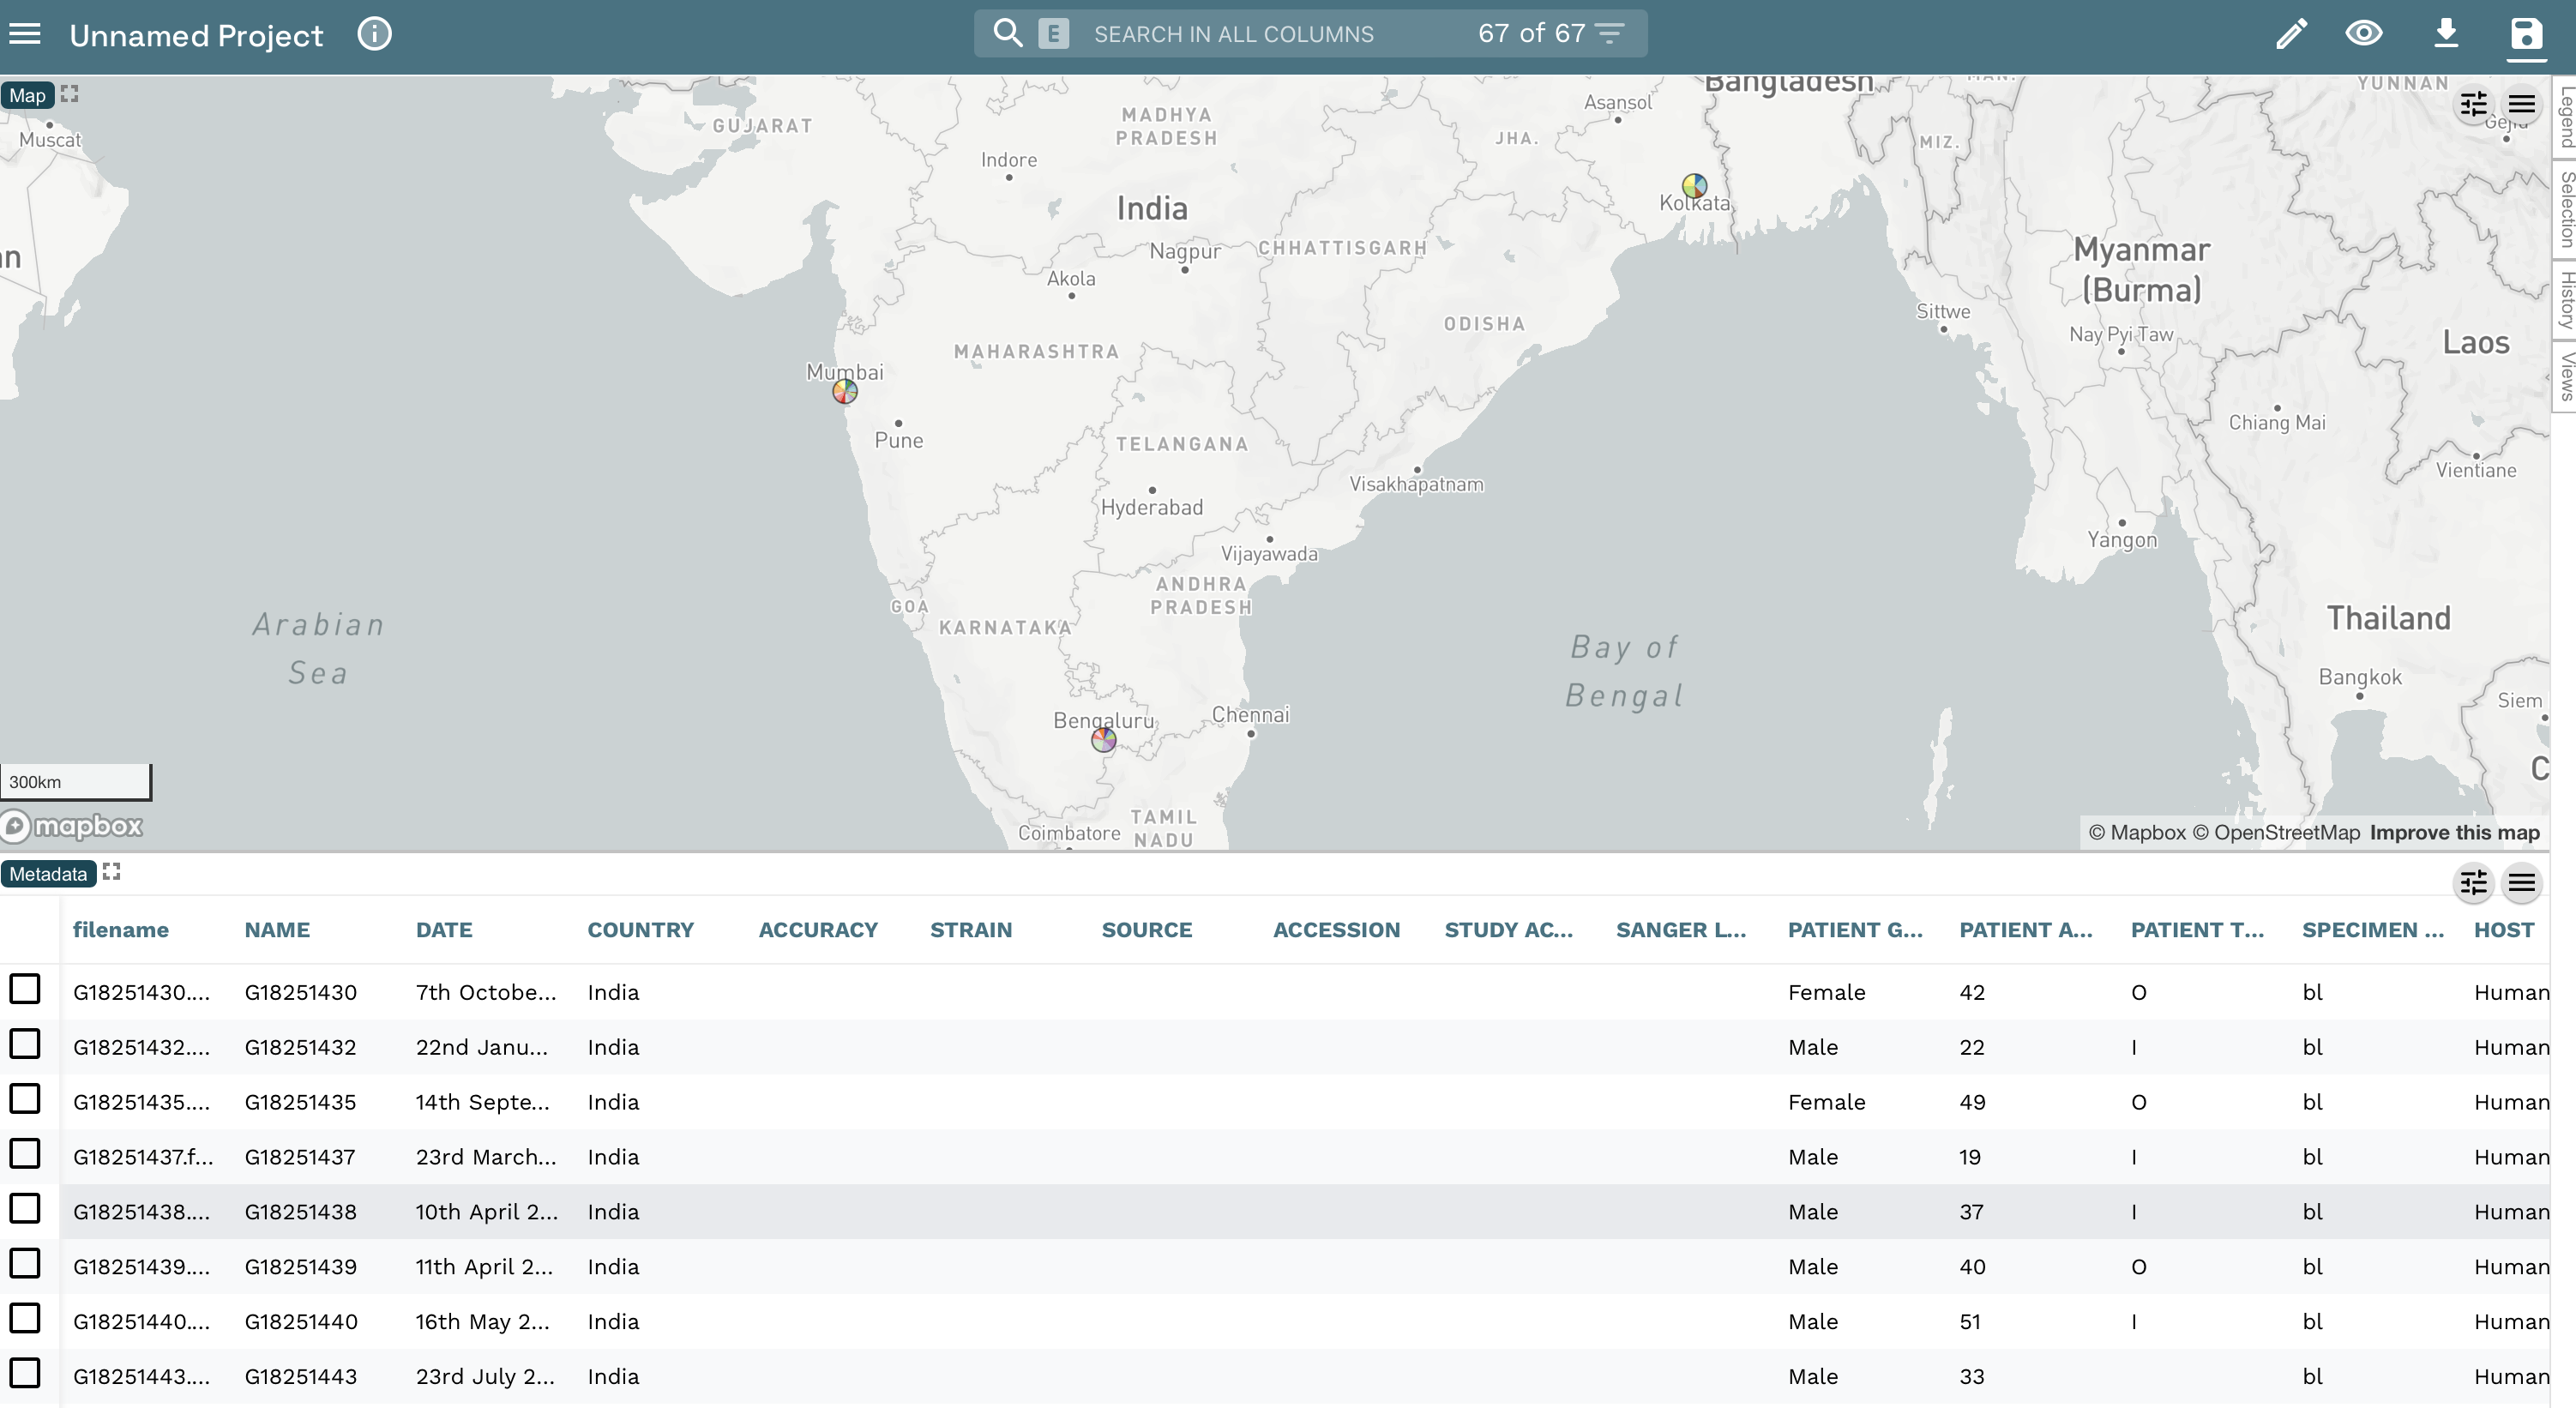 Unnamed Project
E SEARCH IN ALL COLUMNS 67 of 67
Map
Muscat
GUJARAT
MADHYA
PRADESH
Indore
India
Nagpur
Akola
CHHATTISGARH
JHA.
Asansol
Bangladesh
Kolkata
MAN.
MIZ.
YUNNAN
Myanmar
(Burma)
Sittwe
Nay Pyi Taw
Laos
ODISHA
MAHARASHTRA
Mumbai
Pune
TELANGANA
Hyderabad
Visakhapatnam
Vijayawada
Chiang Mai
Vientiane
Yangon
ANDHRA
PRADESH
GOA
KARNATAKA
Arabian
Sea
Bay of
Bengal
Thailand
Bangkok
Siem
Bengaluru
Chennai
TAMIL
NADU
Coimbatore
300km
mapbox
© Mapbox © OpenStreetMap Improve this map
Legend
Selection
History
Views
Metadata
filename NAME DATE COUNTRY ACCURACY STRAIN SOURCE ACCESSION STUDY AC... SANGER L... PATIENT G... PATIENT A... PATIENT T... SPECIMEN ... HOST
G18251430.... G18251430 7th Octobe... India Female 42 O bl Human
G18251432.... G18251432 22nd Janu... India Male 22 I bl Human
G18251435.... G18251435 14th Septe... India Female 49 O bl Human
G18251437.f... G18251437 23rd March... India Male 19 I bl Human
G18251438.... G18251438 10th April 2... India Male 37 I bl Human
G18251439.... G18251439 11th April 2... India Male 40 O bl Human
G18251440.... G18251440 16th May 2... India Male 51 I bl Human
G18251443.... G18251443 23rd July 2... India Male 33 bl Human